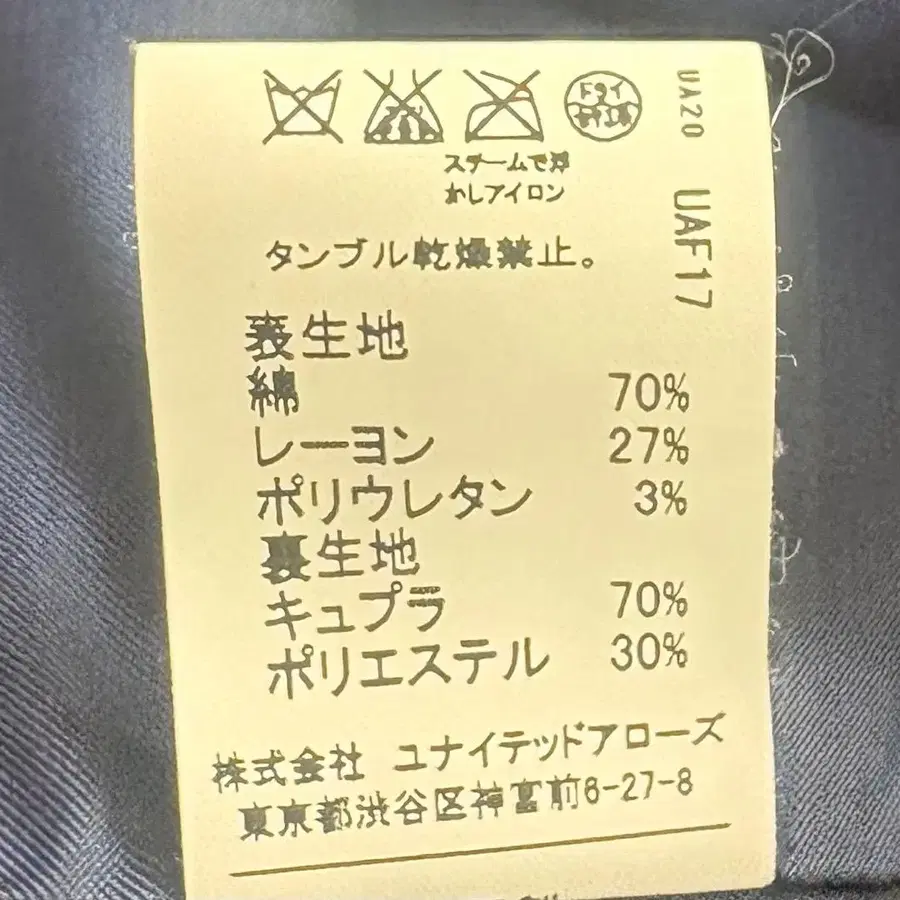 ドライ
スチームで浮
かしアイロン
タンブル乾燥禁止。
表生地
綿 70%
レーヨン 27%
ポリウレタン 3%
裏生地
キュプラ 70%
ポリエステル 30%
株式会社 ユナイテッドアローズ
東京都渋谷区神宮前6-27-8
UA20 UAF17